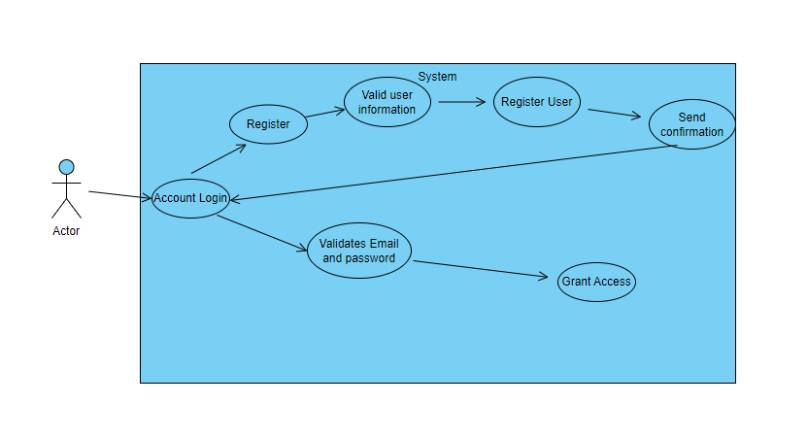 System
Valid user
information
Register User
Register
Send
confirmation
Account Login
Actor
Validates Email
and password
Grant Access